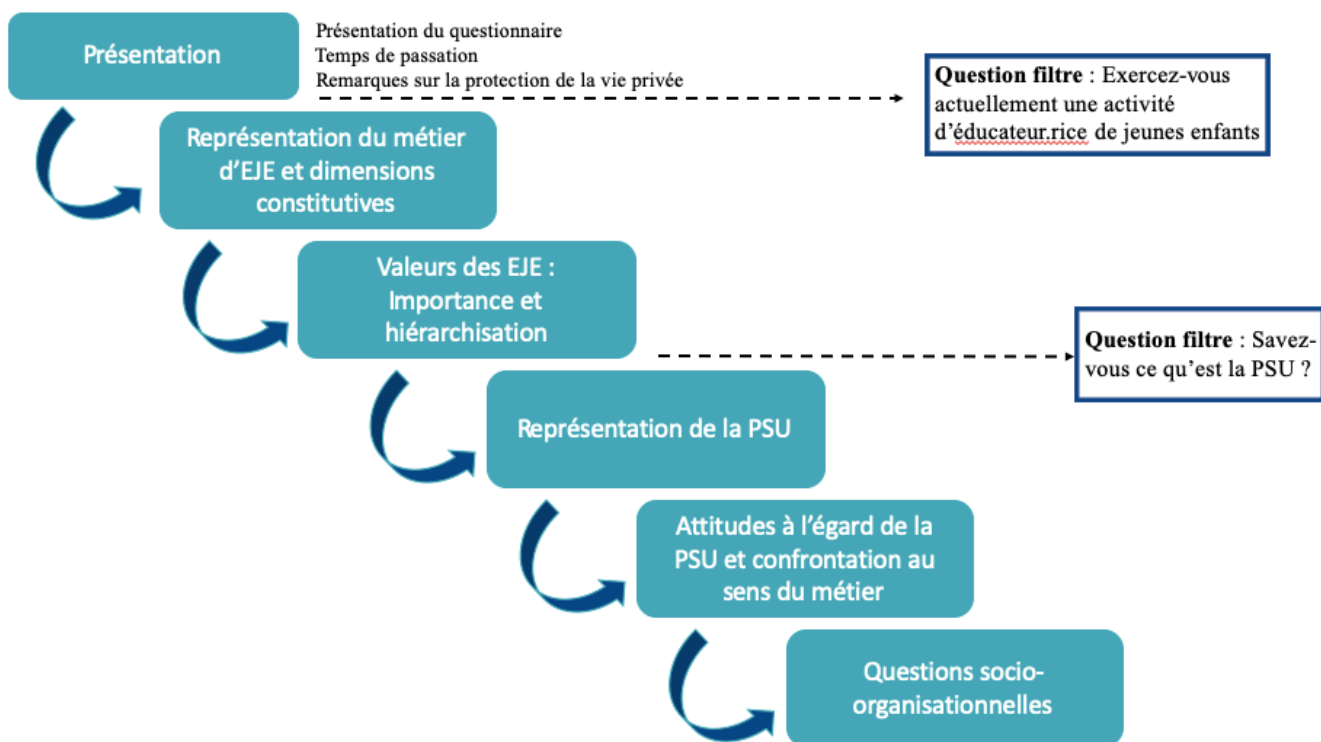 Présentation
Présentation du questionnaire
Temps de passation
Remarques sur la protection de la vie privée
Question filtre : Exercez-vous
actuellement une activité
d'éducateur.rice de jeunes enfants
Représentation du métier
d'EJE et dimensions
constitutives
Valeurs des EJE :
Importance et
hiérarchisation
Question filtre : Savez-
vous ce qu'est la PSU ?
Représentation de la PSU
Attitudes à l'égard de la
PSU et confrontation au
sens du métier
Questions socio-
organisationnelles